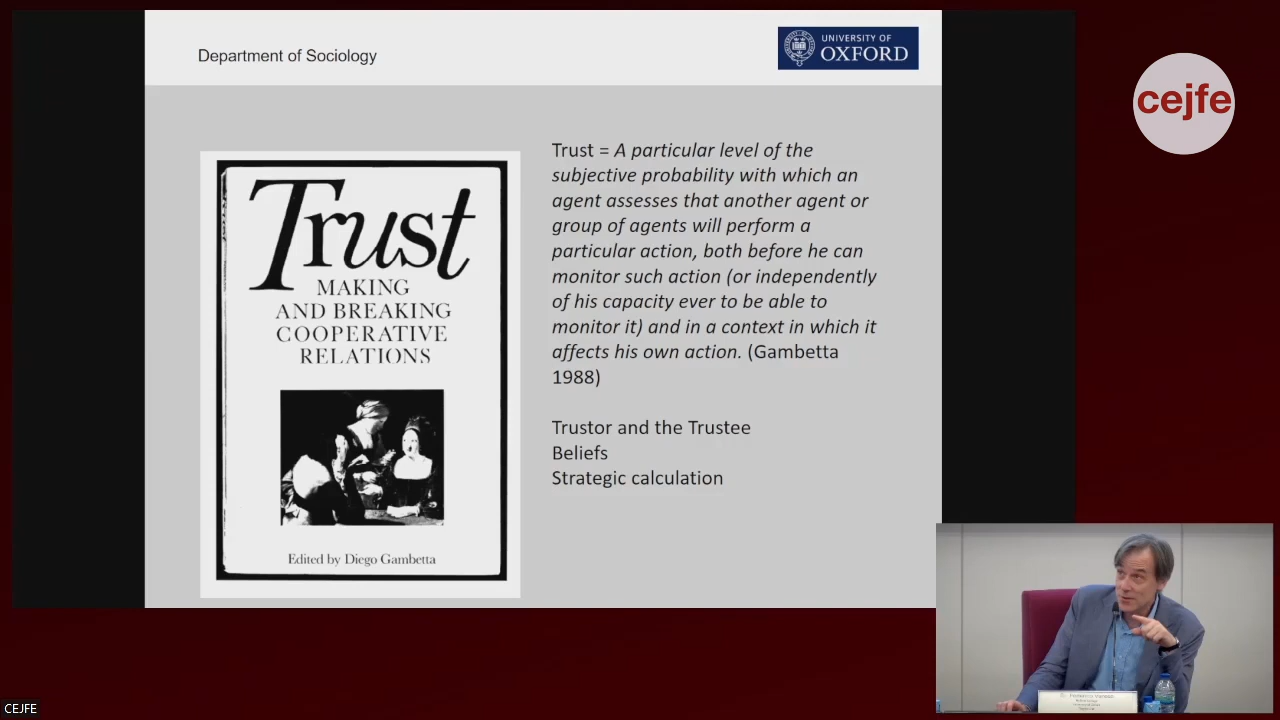 Department of Sociology
UNIVERSITY OF
OXFORD
cejfe
Trust
MAKING
AND BREAKING
COOPERATIVE
RELATIONS
Edited by Diego Gambetta
Trust = A particular level of the
subjective probability with which an
agent assesses that another agent or
group of agents will perform a
particular action, both before he can
monitor such action (or independently
of his capacity ever to be able to
monitor it) and in a context in which it
affects his own action. (Gambetta
1988)
Trustor and the Trustee
Beliefs
Strategic calculation
CEJFE